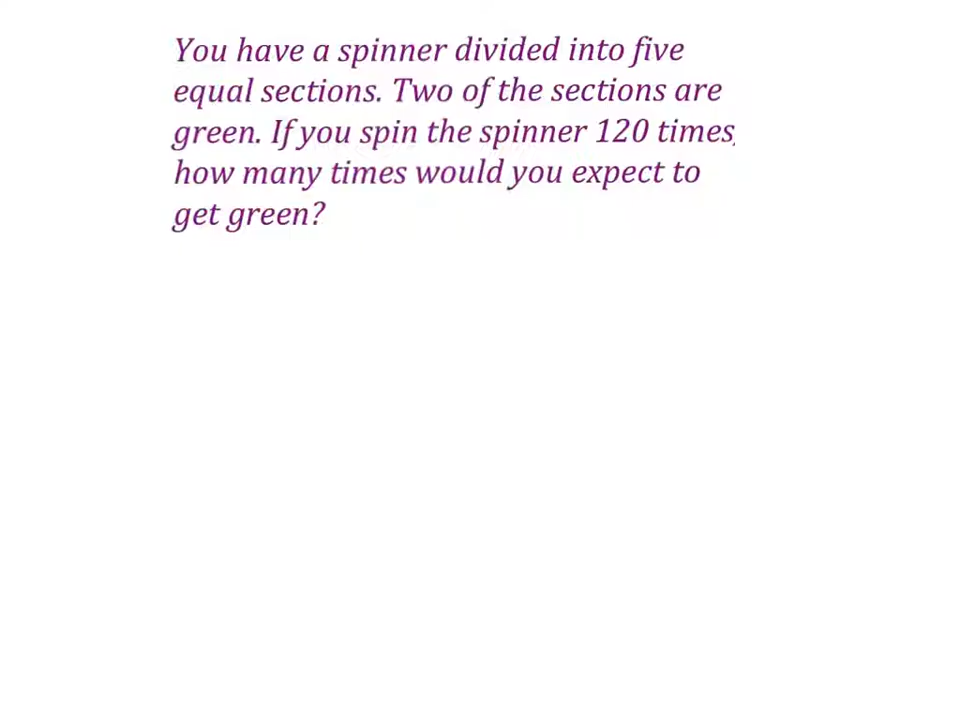 You have a spinner divided into five
equal sections. Two of the sections are
green. If you spin the spinner 120 times,
how many times would you expect to
get green?